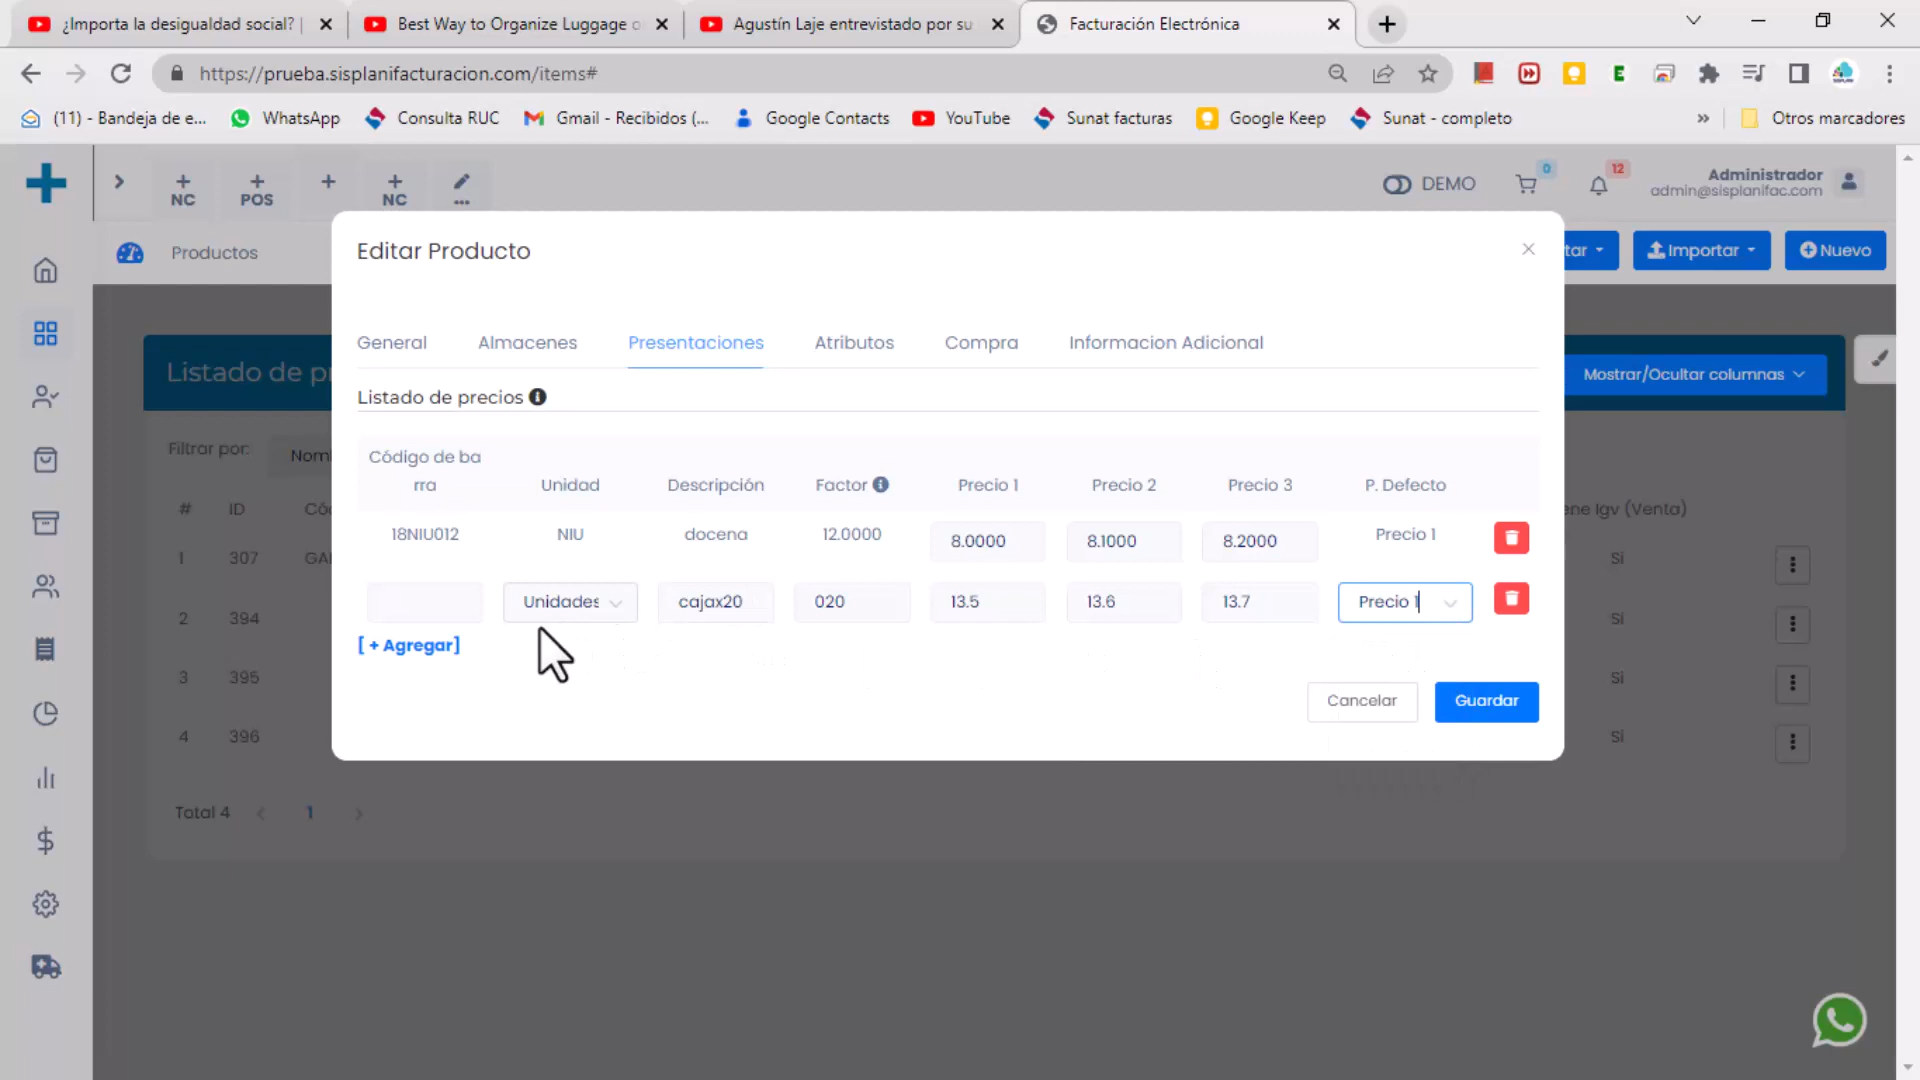 ¿Importa la desigualdad social? |
Best Way to Organize Luggage o
Agustín Laje entrevistado por su
Facturación Electrónica
https://prueba.sisplanifacturacion.com/items#
(11) - Bandeja de e...
WhatsApp
Consulta RUC
Gmail - Recibidos (...
Google Contacts
YouTube
Sunat facturas
Google Keep
Sunat - completo
Otros marcadores
NC
POS
NC
DEMO
0
12
Administrador
admin@sisplanifac.com
Productos
tar
Importar
Nuevo
Editar Producto
General Almacenes Presentaciones Atributos Compra Informacion Adicional
Listado de pr
Mostrar/Ocultar columnas
Listado de precios
Filtrar por:
Nom
Código de ba
rra
Unidad Descripción Factor Precio 1 Precio 2 Precio 3 P. Defecto
18NIU012 NIU docena 12.0000 8.0000 8.1000 8.2000 Precio 1
Unidades cajax20 020 13.5 13.6 13.7 Precio 1
[ + Agregar]
Cancelar Guardar
# ID Có
ene Igv (Venta)
1 307 GA Si
2 394 Si
3 395 Si
4 396 Si
Total 4 1